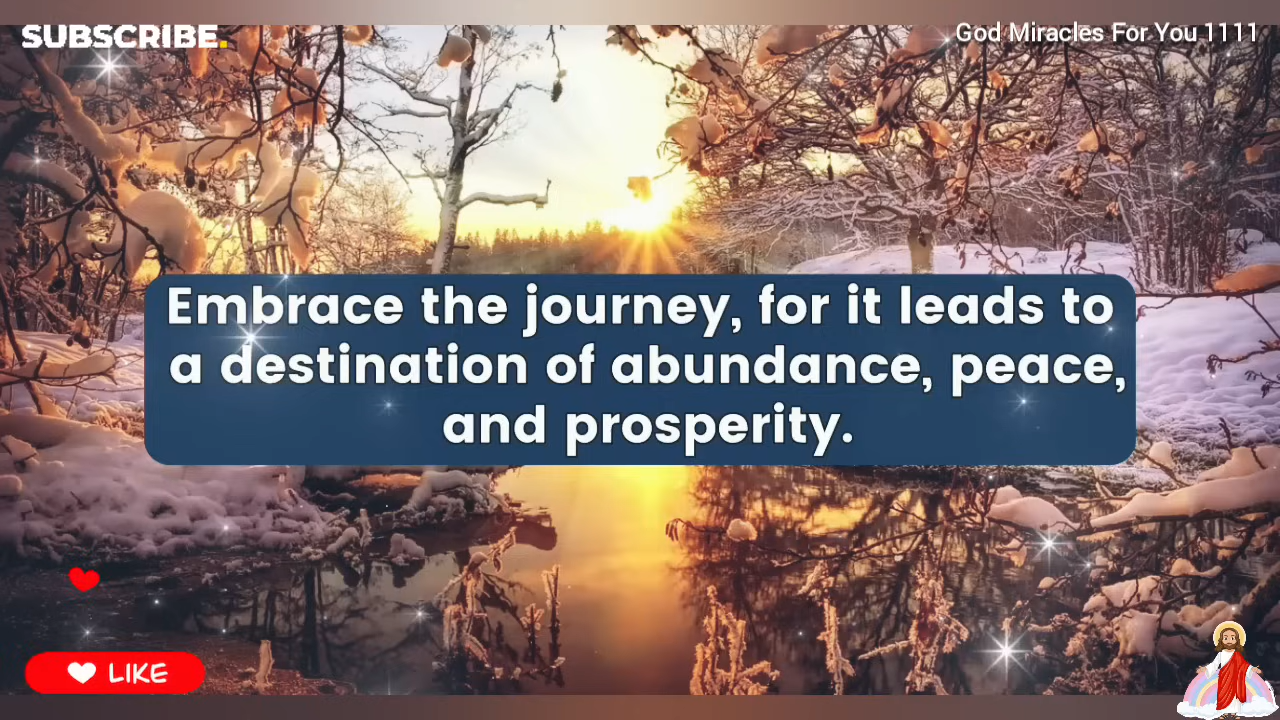 SUBSCRIBE.
God Miracles For You 1111
Embrace the journey, for it leads to
a destination of abundance, peace,
and prosperity.
LIKE